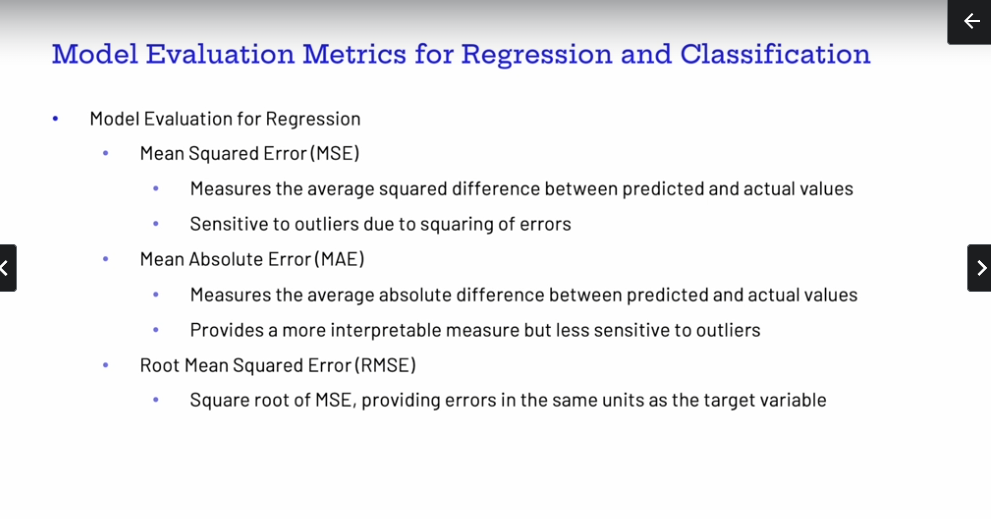 Model Evaluation Metrics for Regression and Classification
• Model Evaluation for Regression
• Mean Squared Error (MSE)
• Measures the average squared difference between predicted and actual values
• Sensitive to outliers due to squaring of errors
• Mean Absolute Error (MAE)
• Measures the average absolute difference between predicted and actual values
• Provides a more interpretable measure but less sensitive to outliers
• Root Mean Squared Error (RMSE)
• Square root of MSE, providing errors in the same units as the target variable